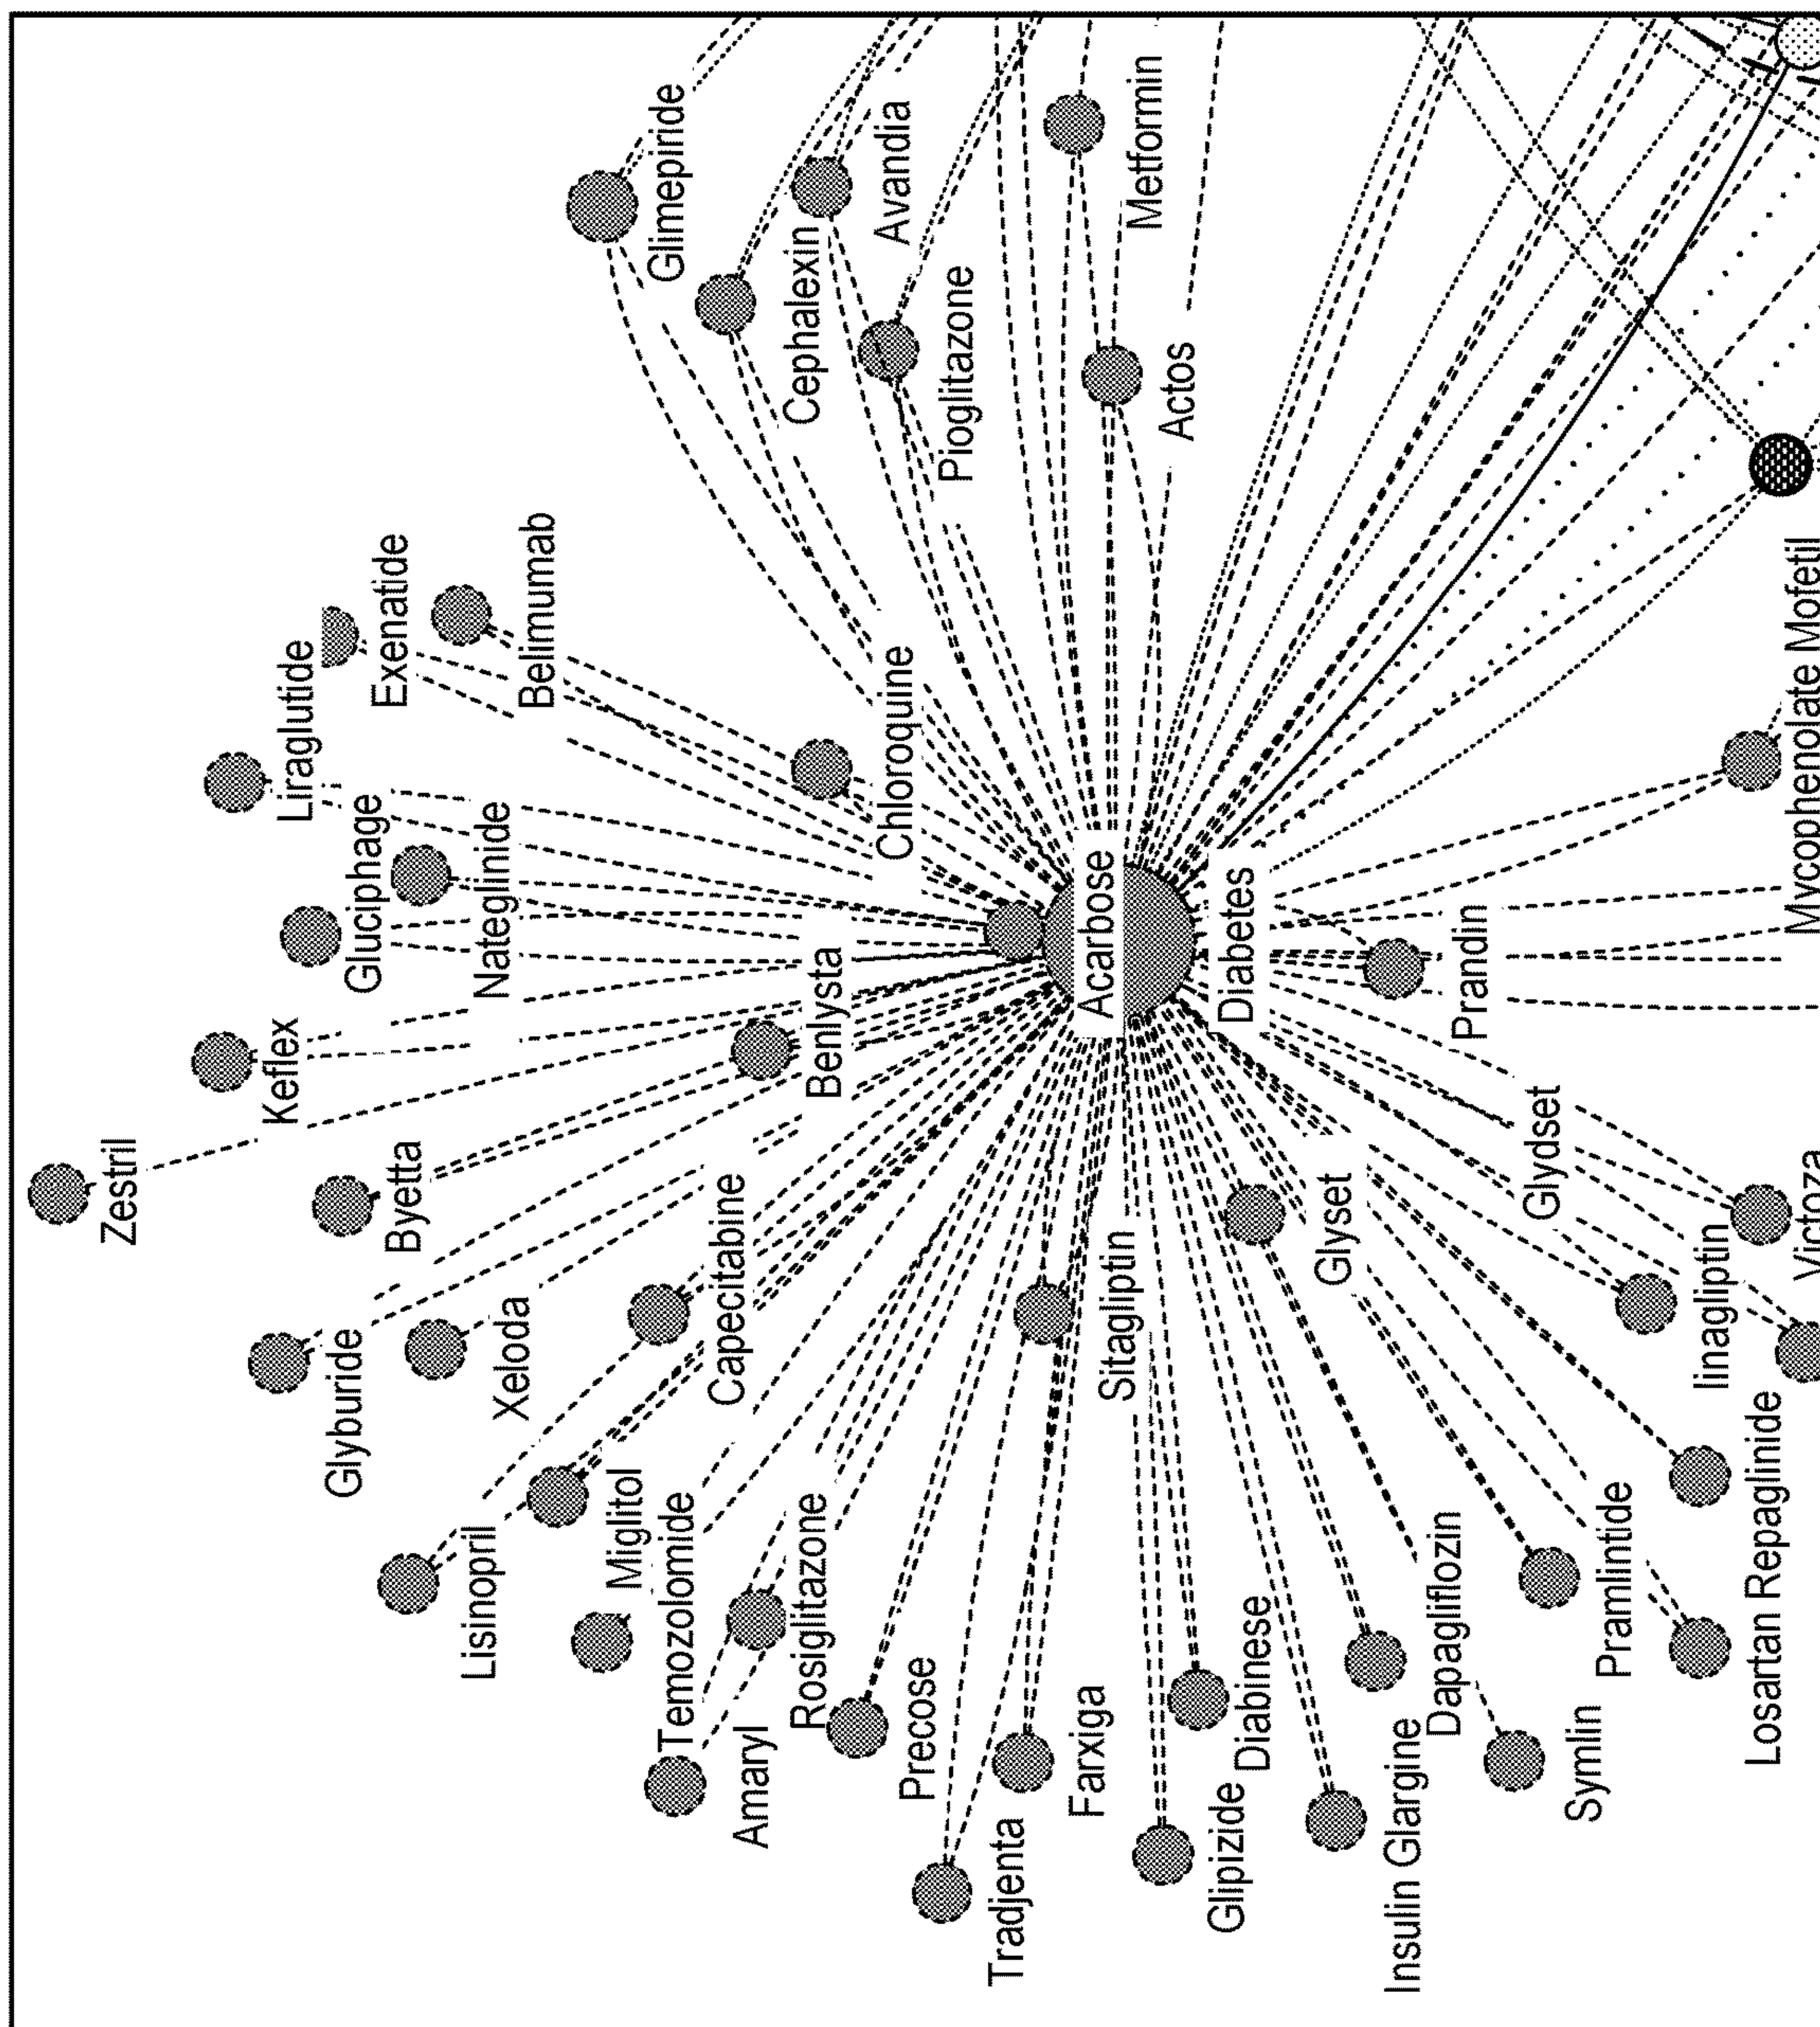 Zestril
Keflex
Liraglutide
Gluciphage
Exenatide
Byetta
Glyburide
Nateglinide
Belimumab
Xeloda
Lisinopril
Miglitol
Temozolomide
Glimepiride
Capecitabine
Amaryl
Rosiglitazone
Benlysta
Cephalexin
Chloroquine
Avandia
Precose
Pioglitazone
Tradjenta
Farxiga
Sitagliptin
Acarbose
Metformin
Actos
Glipizide
Diabinese
Diabetes
Glyset
Insulin Glargine
Dapagliflozin
Prandin
Glydset
Symlin
Pramlintide
linagliptin
Losartan Repaglinide
Victoza
Mycophenolate Mofetil